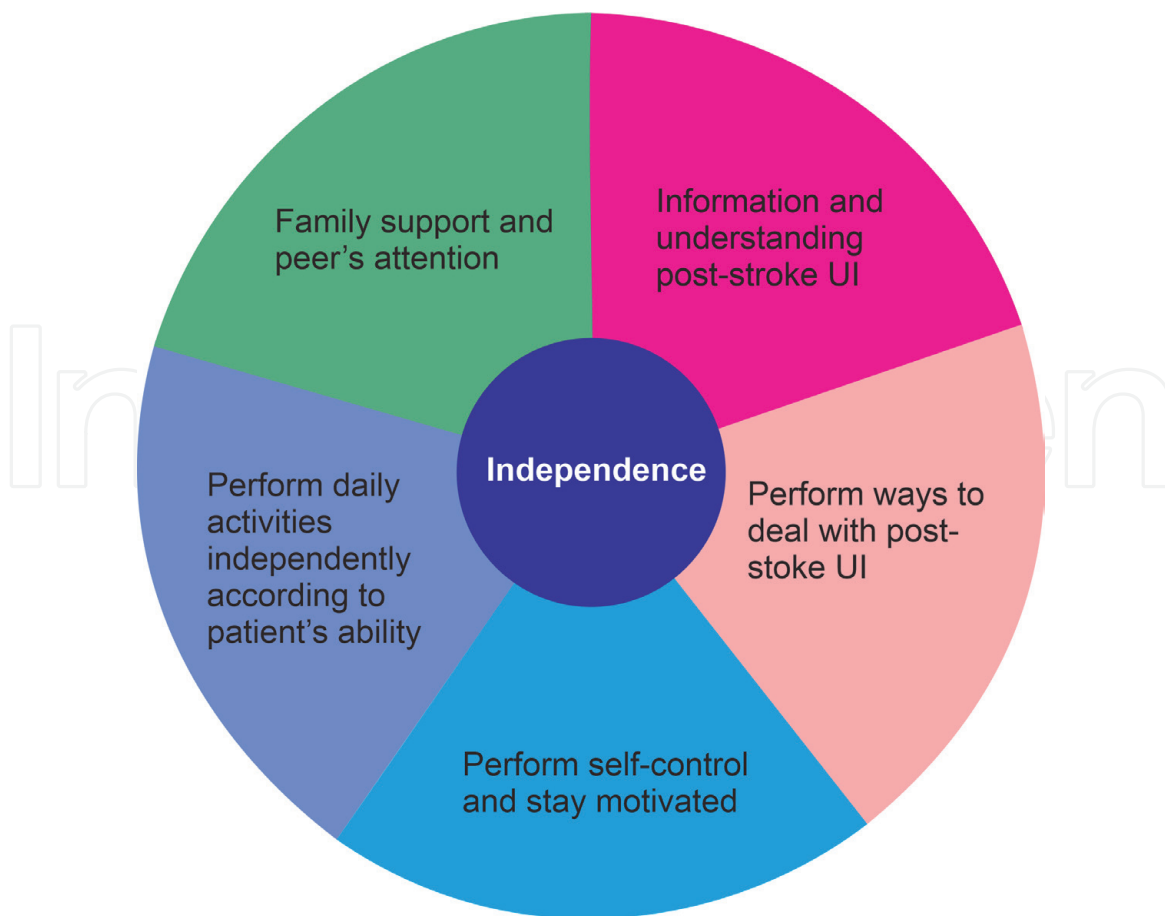 Family support and
peer's attention
Information and
understanding
post-stroke UI
Independence
Perform daily
activities
independently
according to
patient's ability
Perform ways to
deal with post-
stoke UI
Perform self-control
and stay motivated